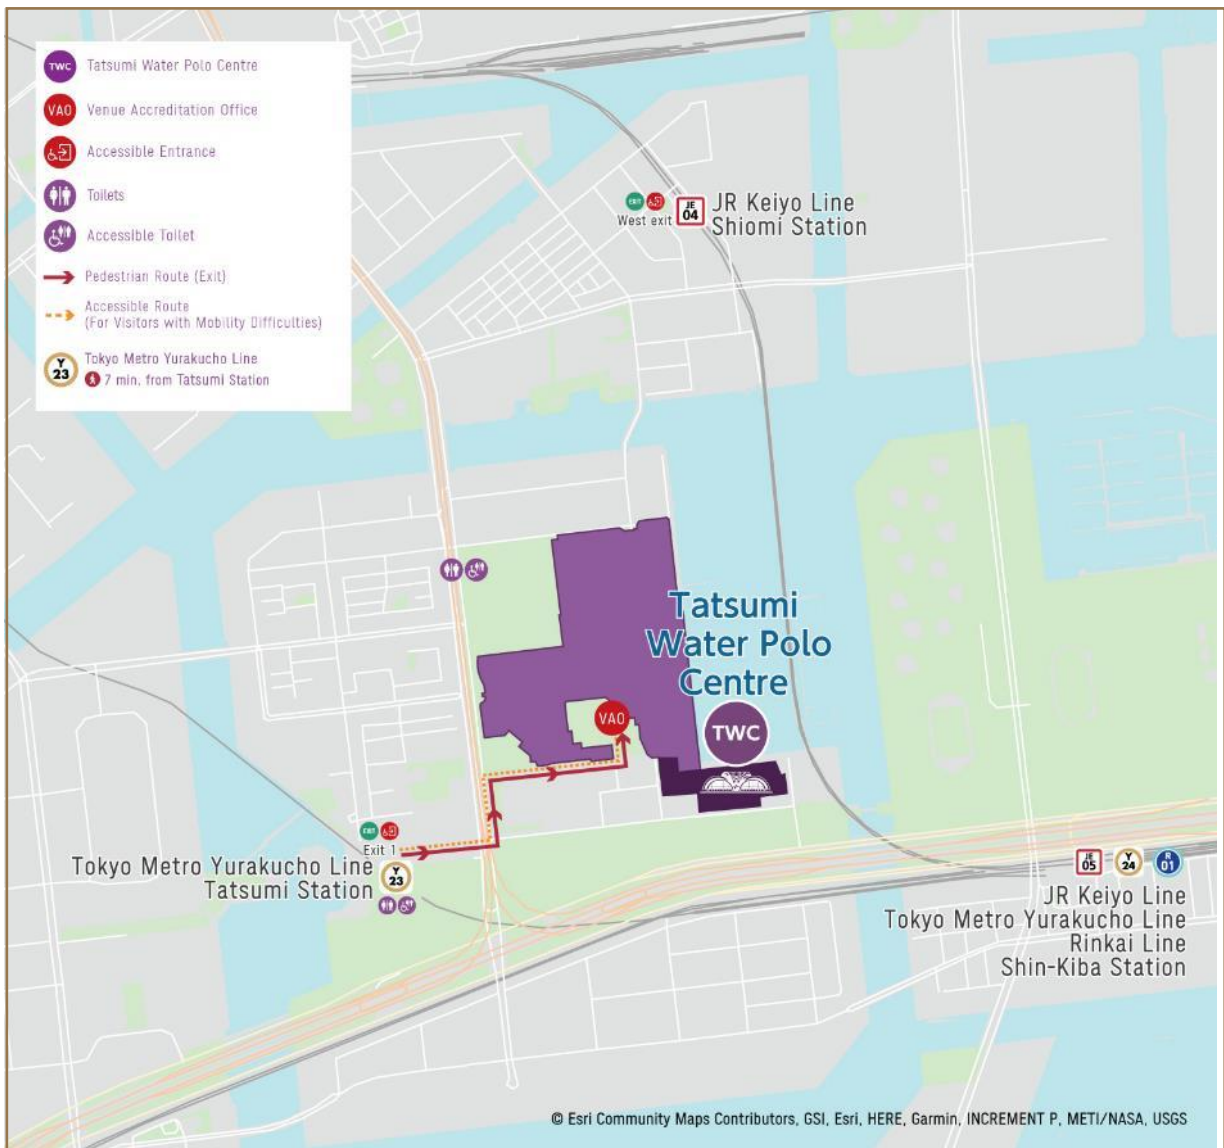 TWC Tatsumi Water Polo Centre
VAO Venue Accreditation Office
Accessible Entrance
Toilets
Accessible Toilet
Pedestrian Route (Exit)
Accessible Route
(For Visitors with Mobility Difficulties)
Y
23
Tokyo Metro Yurakucho Line
7 min. from Tatsumi Station
EXIT
West exit
JE
04
JR Keiyo Line
Shiomi Station
Tatsumi
Water Polo
Centre
VAO
TWC
EXIT
Exit 1
Tokyo Metro Yurakucho Line
Tatsumi Station
Y
23
JE
05
Y
24
R
01
JR Keiyo Line
Tokyo Metro Yurakucho Line
Rinkai Line
Shin-Kiba Station
© Esri Community Maps Contributors, GSI, Esri, HERE, Garmin, INCREMENT P, METI/NASA, USGS